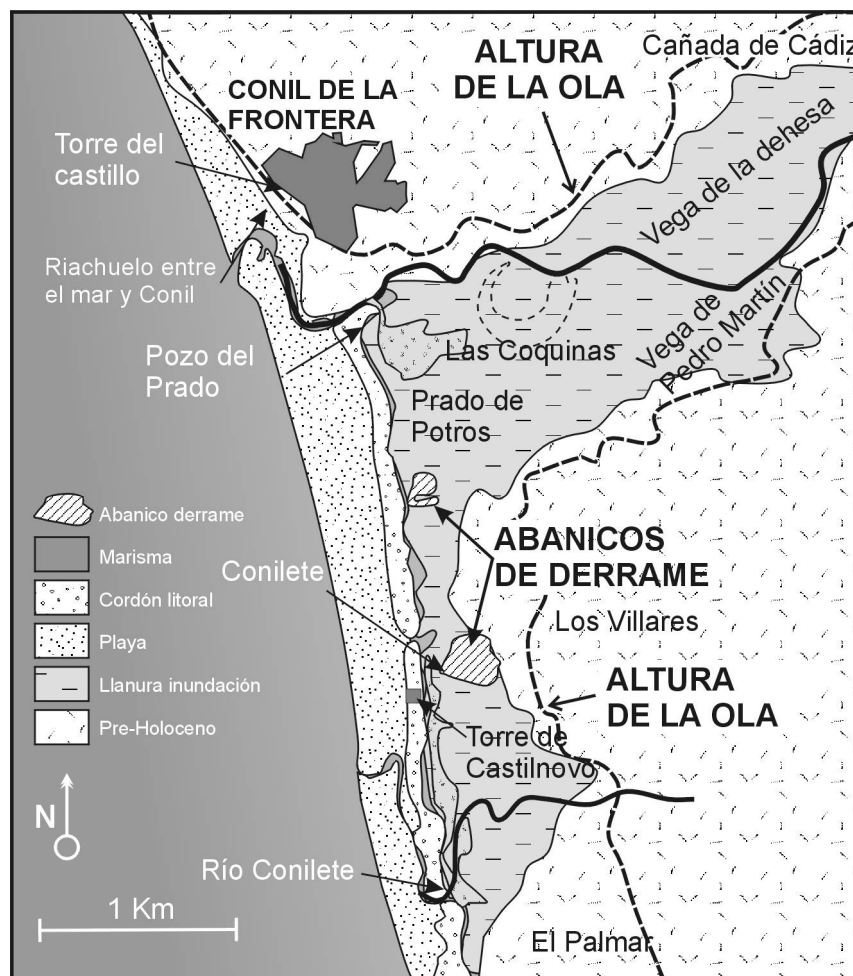 Cañada de Cádiz
ALTURA
DE LA OLA
CONIL DE LA
FRONTERA
Torre del
castillo
Vega de la dehesa
Riachuelo entre
el mar y Conil
Vega de
Pedro Martín
Pozo del
Prado
Las Coquinas
Prado de
Potros
Abanico derrame
Marisma
Cordón litoral
Playa
Llanura inundación
Pre-Holoceno
Conilete
ABANICOS
DE DERRAME
Los Villares
ALTURA
DE LA OLA
Torre de
Castilnovo
N
Río Conilete
1 Km
El Palmar